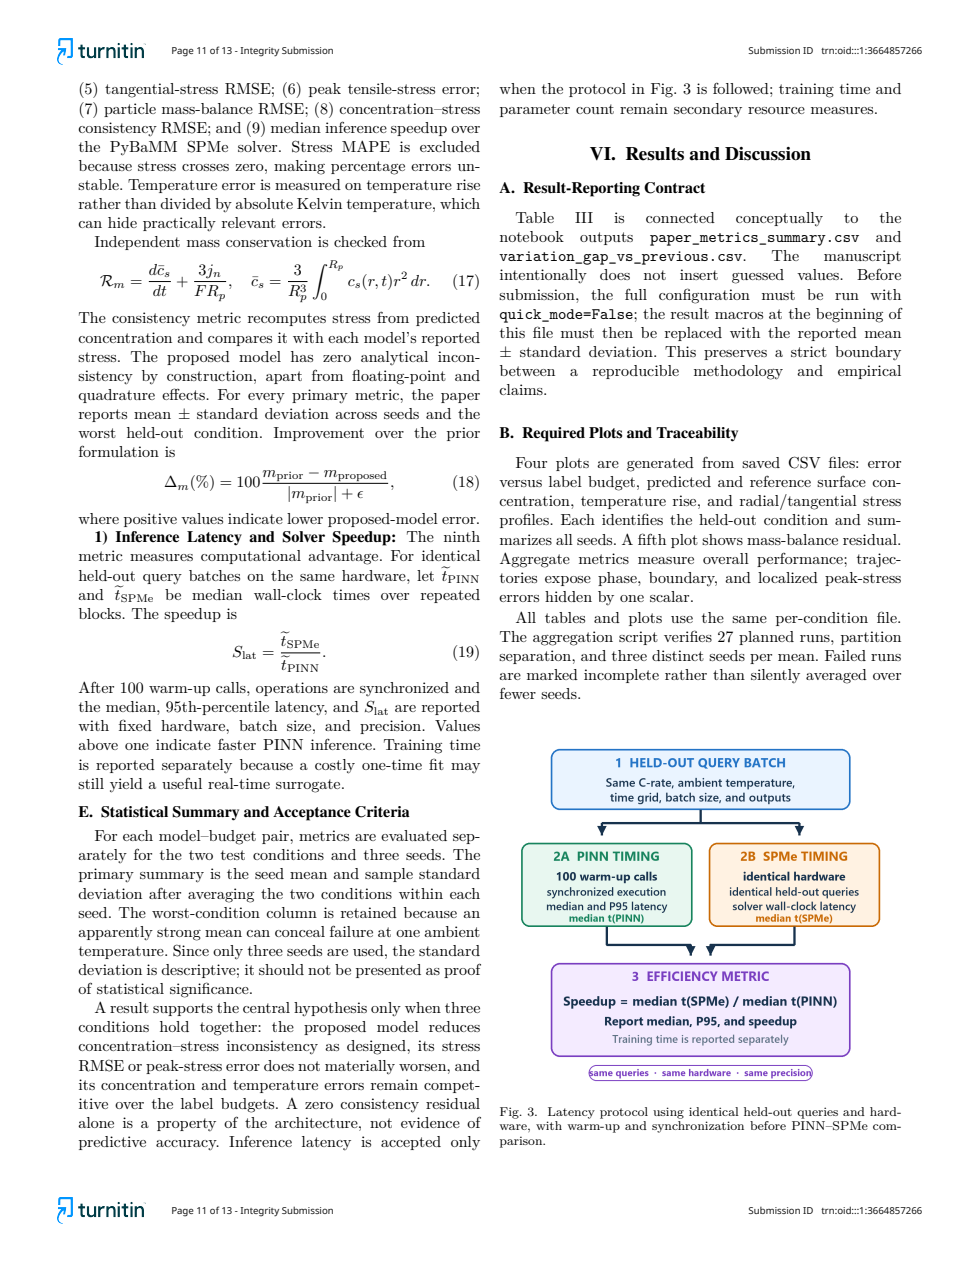 turnitin
Page 11 of 13 - Integrity Submission
Submission ID trn:oid:::1:3664857266
(5) tangential-stress RMSE; (6) peak tensile-stress error;
(7) particle mass-balance RMSE; (8) concentration–stress
consistency RMSE; and (9) median inference speedup over
the PyBaMM SPMe solver. Stress MAPE is excluded
because stress crosses zero, making percentage errors un-
stable. Temperature error is measured on temperature rise
rather than divided by absolute Kelvin temperature, which
can hide practically relevant errors.
Independent mass conservation is checked from
ℛₘ = dc̄ₛ/dt + 3jₙ/(FRₚ), c̄ₛ = 3/Rₚ³ ∫₀^{Rₚ} cₛ(r, t)r² dr. (17)
The consistency metric recomputes stress from predicted
concentration and compares it with each model's reported
stress. The proposed model has zero analytical incon-
sistency by construction, apart from floating-point and
quadrature effects. For every primary metric, the paper
reports mean ± standard deviation across seeds and the
worst held-out condition. Improvement over the prior
formulation is
Δₘ(%) = 100 (m_prior − m_proposed)/(|m_prior| + ϵ), (18)
where positive values indicate lower proposed-model error.
1) Inference Latency and Solver Speedup: The ninth
metric measures computational advantage. For identical
held-out query batches on the same hardware, let t̃_PINN
and t̃_SPMe be median wall-clock times over repeated
blocks. The speedup is
S_lat = t̃_SPMe/t̃_PINN. (19)
After 100 warm-up calls, operations are synchronized and
the median, 95th-percentile latency, and S_lat are reported
with fixed hardware, batch size, and precision. Values
above one indicate faster PINN inference. Training time
is reported separately because a costly one-time fit may
still yield a useful real-time surrogate.
E. Statistical Summary and Acceptance Criteria
For each model–budget pair, metrics are evaluated sep-
arately for the two test conditions and three seeds. The
primary summary is the seed mean and sample standard
deviation after averaging the two conditions within each
seed. The worst-condition column is retained because an
apparently strong mean can conceal failure at one ambient
temperature. Since only three seeds are used, the standard
deviation is descriptive; it should not be presented as proof
of statistical significance.
A result supports the central hypothesis only when three
conditions hold together: the proposed model reduces
concentration–stress inconsistency as designed, its stress
RMSE or peak-stress error does not materially worsen, and
its concentration and temperature errors remain compet-
itive over the label budgets. A zero consistency residual
alone is a property of the architecture, not evidence of
predictive accuracy. Inference latency is accepted only
when the protocol in Fig. 3 is followed; training time and
parameter count remain secondary resource measures.
VI. Results and Discussion
A. Result-Reporting Contract
Table III is connected conceptually to the
notebook outputs paper_metrics_summary.csv and
variation_gap_vs_previous.csv. The manuscript
intentionally does not insert guessed values. Before
submission, the full configuration must be run with
quick_mode=False; the result macros at the beginning of
this file must then be replaced with the reported mean
± standard deviation. This preserves a strict boundary
between a reproducible methodology and empirical
claims.
B. Required Plots and Traceability
Four plots are generated from saved CSV files: error
versus label budget, predicted and reference surface con-
centration, temperature rise, and radial/tangential stress
profiles. Each identifies the held-out condition and sum-
marizes all seeds. A fifth plot shows mass-balance residual.
Aggregate metrics measure overall performance; trajec-
tories expose phase, boundary, and localized peak-stress
errors hidden by one scalar.
All tables and plots use the same per-condition file.
The aggregation script verifies 27 planned runs, partition
separation, and three distinct seeds per mean. Failed runs
are marked incomplete rather than silently averaged over
fewer seeds.
1 HELD-OUT QUERY BATCH
Same C-rate, ambient temperature,
time grid, batch size, and outputs
2A PINN TIMING
100 warm-up calls
synchronized execution
median and P95 latency
median t(PINN)
2B SPMe TIMING
identical hardware
identical held-out queries
solver wall-clock latency
median t(SPMe)
3 EFFICIENCY METRIC
Speedup = median t(SPMe) / median t(PINN)
Report median, P95, and speedup
Training time is reported separately
same queries · same hardware · same precision
Fig. 3. Latency protocol using identical held-out queries and hard-
ware, with warm-up and synchronization before PINN–SPMe com-
parison.
turnitin
Page 11 of 13 - Integrity Submission
Submission ID trn:oid:::1:3664857266